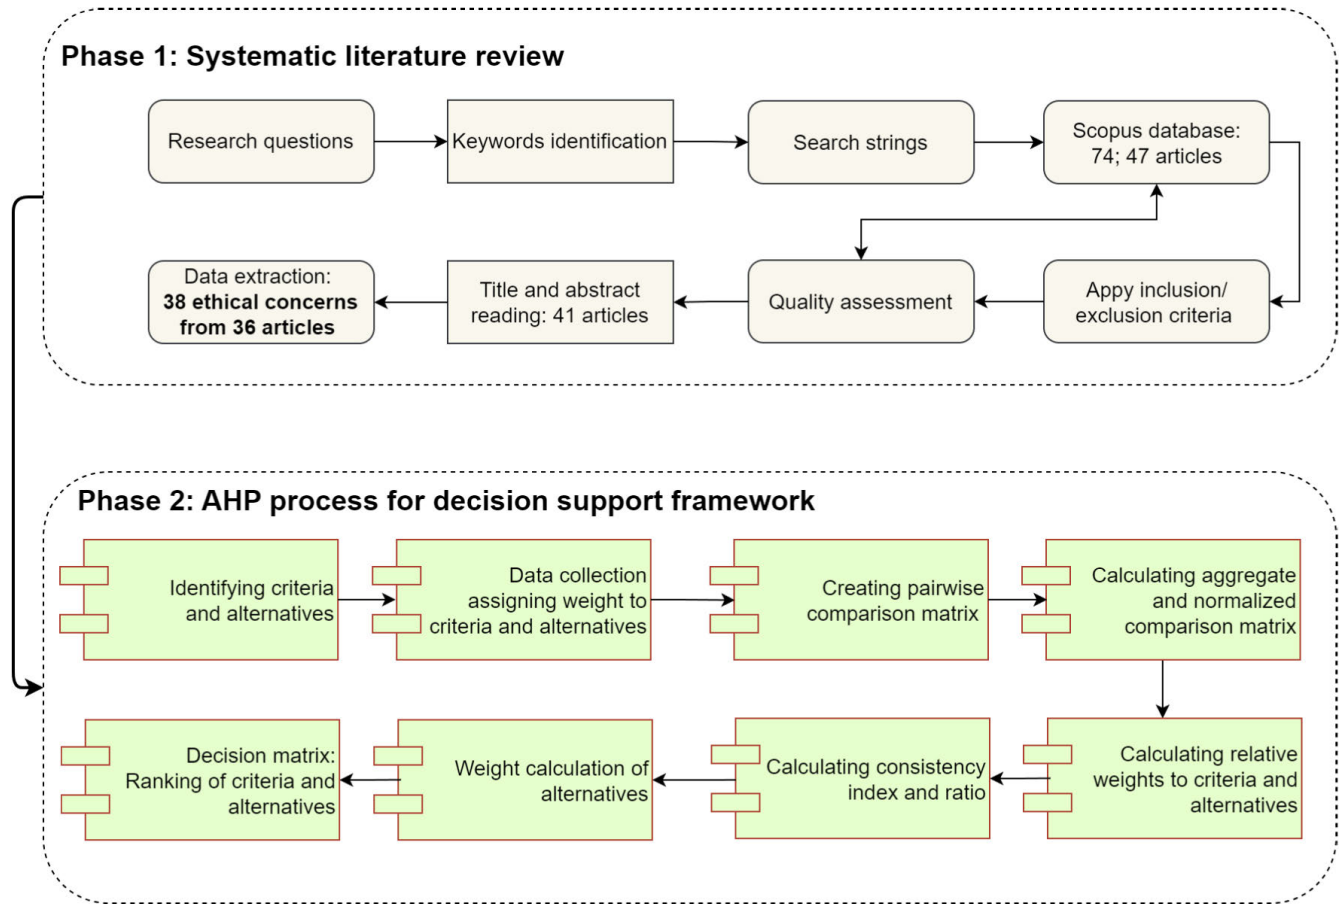 Phase 1: Systematic literature review
Research questions
Keywords identification
Search strings
Scopus database:
74; 47 articles
Data extraction:
38 ethical concerns
from 36 articles
Title and abstract
reading: 41 articles
Quality assessment
Appy inclusion/
exclusion criteria
Phase 2: AHP process for decision support framework
Identifying criteria
and alternatives
Data collection
assigning weight to
criteria and alternatives
Creating pairwise
comparison matrix
Calculating aggregate
and normalized
comparison matrix
Decision matrix:
Ranking of criteria and
alternatives
Weight calculation of
alternatives
Calculating consistency
index and ratio
Calculating relative
weights to criteria and
alternatives